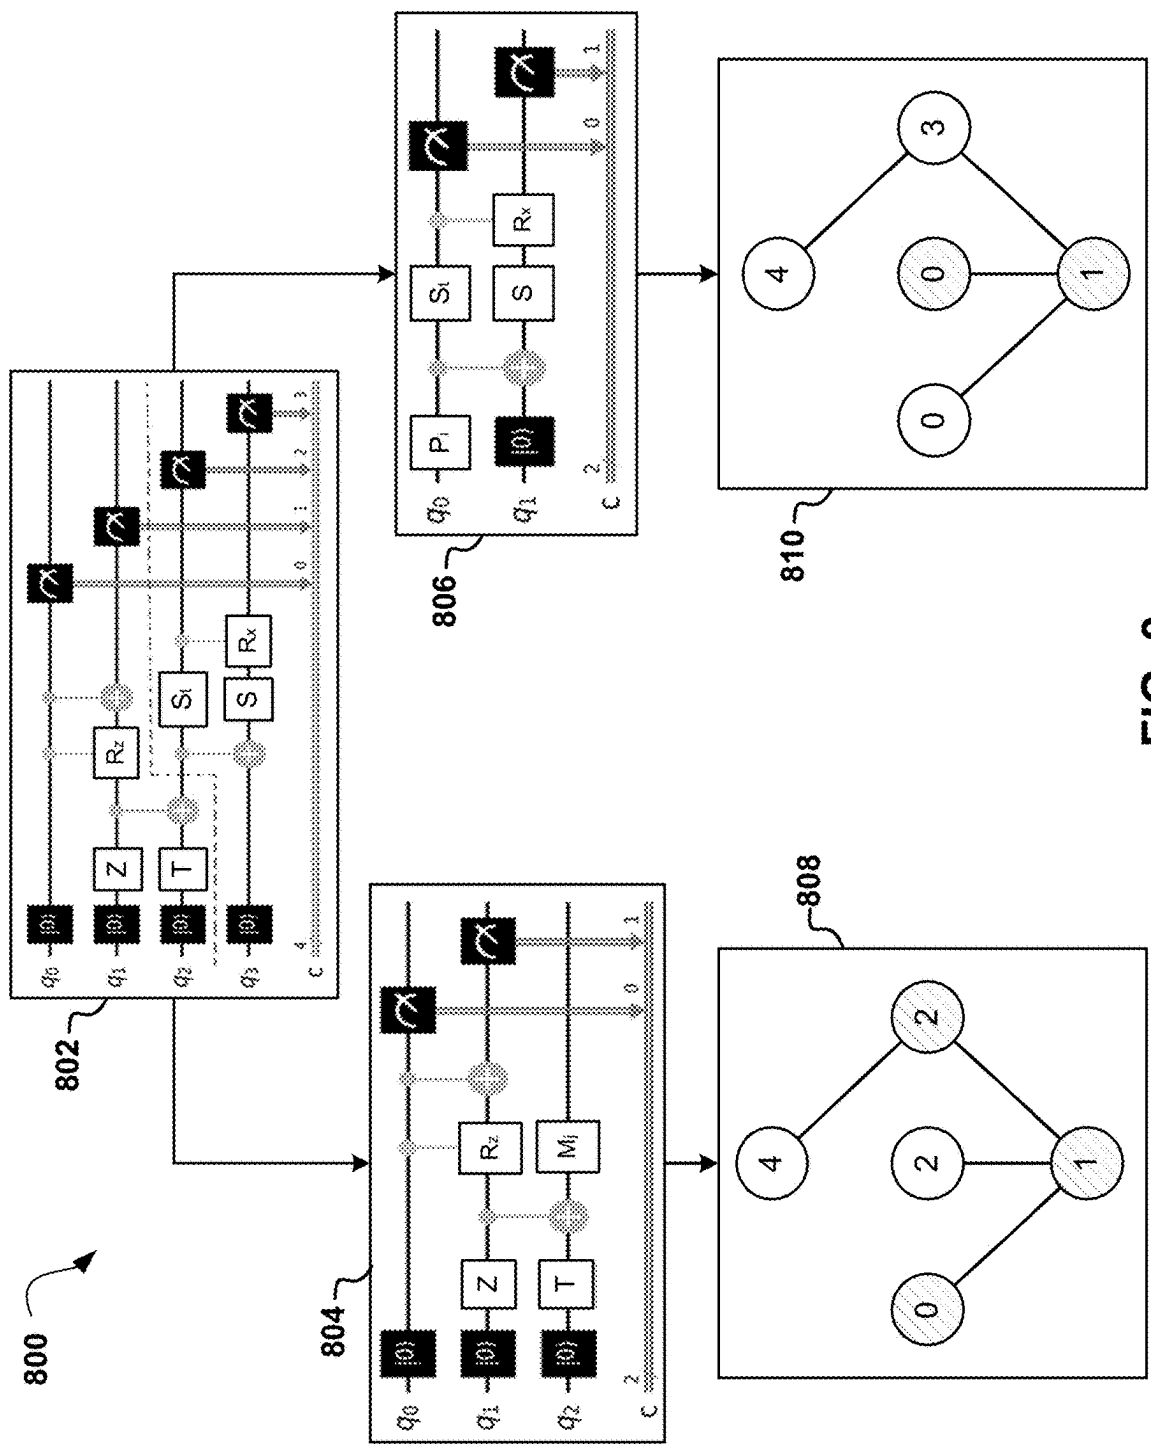 800
802
q₀ |0⟩
q₁ |0⟩ Z Rz
q₂ |0⟩ T St
q₃ |0⟩ S Rx
4 0 1 2 3
C
804
q₀ |0⟩
q₁ |0⟩ Z Rz
q₂ |0⟩ T Mj
2 0 1
C
806
q₀ Pi St
q₁ |0⟩ S Rx
2 0 1
C
808
4
0 2 2
1
810
4
0 0 3
1